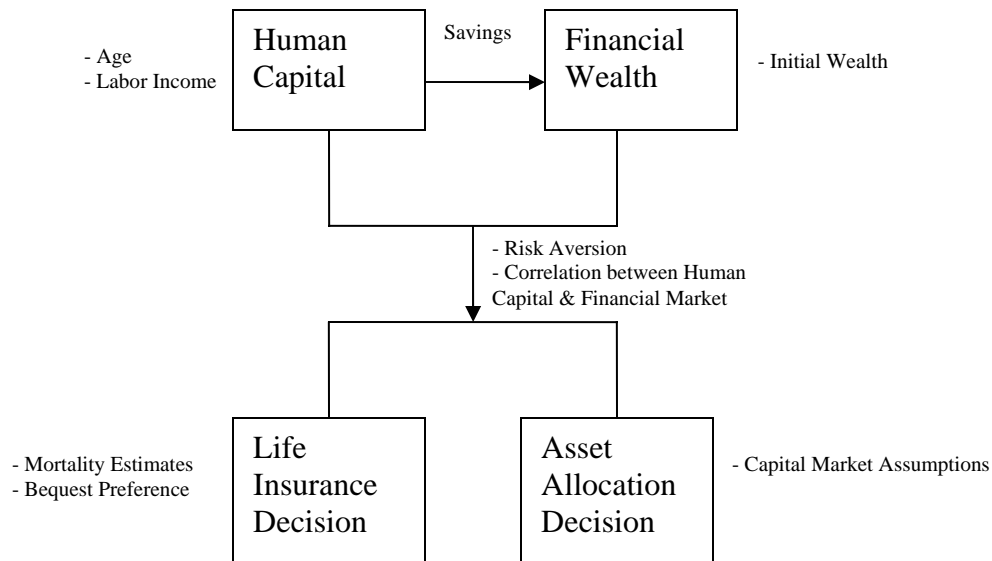 - Age
- Labor Income
Human
Capital
Savings
Financial
Wealth
- Initial Wealth
- Risk Aversion
- Correlation between Human
Capital & Financial Market
- Mortality Estimates
- Bequest Preference
Life
Insurance
Decision
Asset
Allocation
Decision
- Capital Market Assumptions